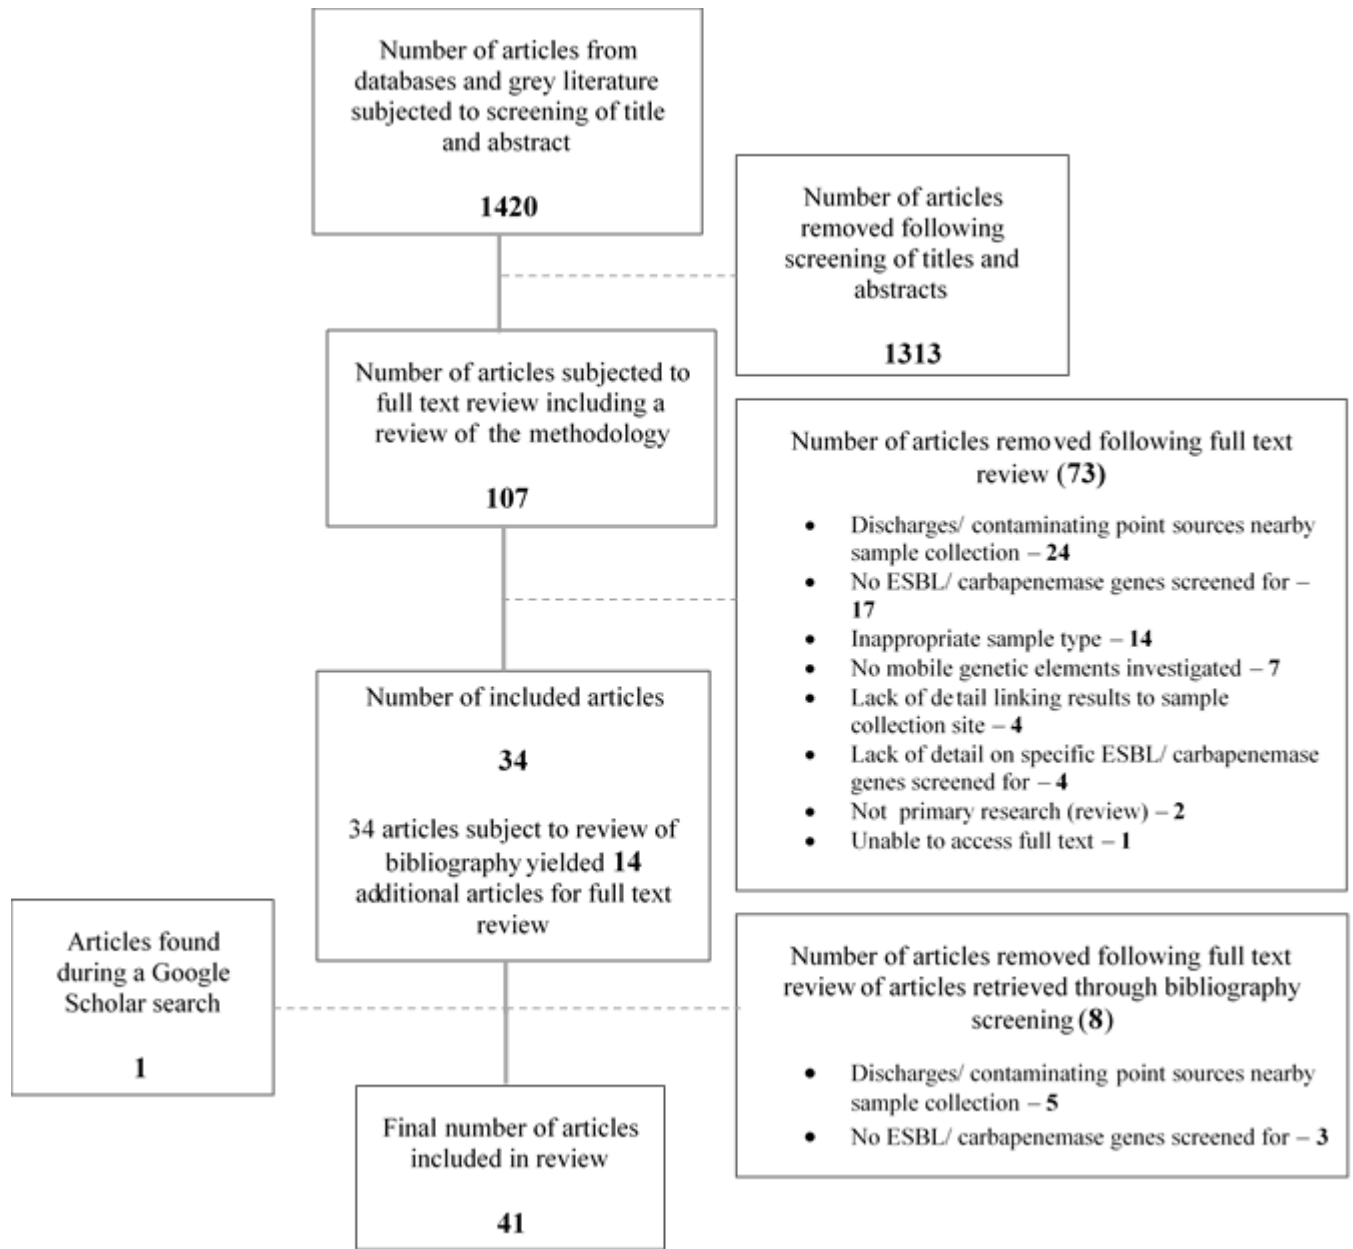 Number of articles from
databases and grey literature
subjected to screening of title
and abstract
1420
Number of articles
removed following
screening of titles and
abstracts
1313
Number of articles subjected to
full text review including a
review of the methodology
107
Number of articles removed following full text
review (73)
• Discharges/ contaminating point sources nearby
sample collection – 24
• No ESBL/ carbapenemase genes screened for –
17
• Inappropriate sample type – 14
• No mobile genetic elements investigated – 7
• Lack of detail linking results to sample
collection site – 4
• Lack of detail on specific ESBL/ carbapenemase
genes screened for – 4
• Not primary research (review) – 2
• Unable to access full text – 1
Number of included articles
34
34 articles subject to review of
bibliography yielded 14
additional articles for full text
review
Articles found
during a Google
Scholar search
1
Number of articles removed following full text
review of articles retrieved through bibliography
screening (8)
• Discharges/ contaminating point sources nearby
sample collection – 5
• No ESBL/ carbapenemase genes screened for – 3
Final number of articles
included in review
41